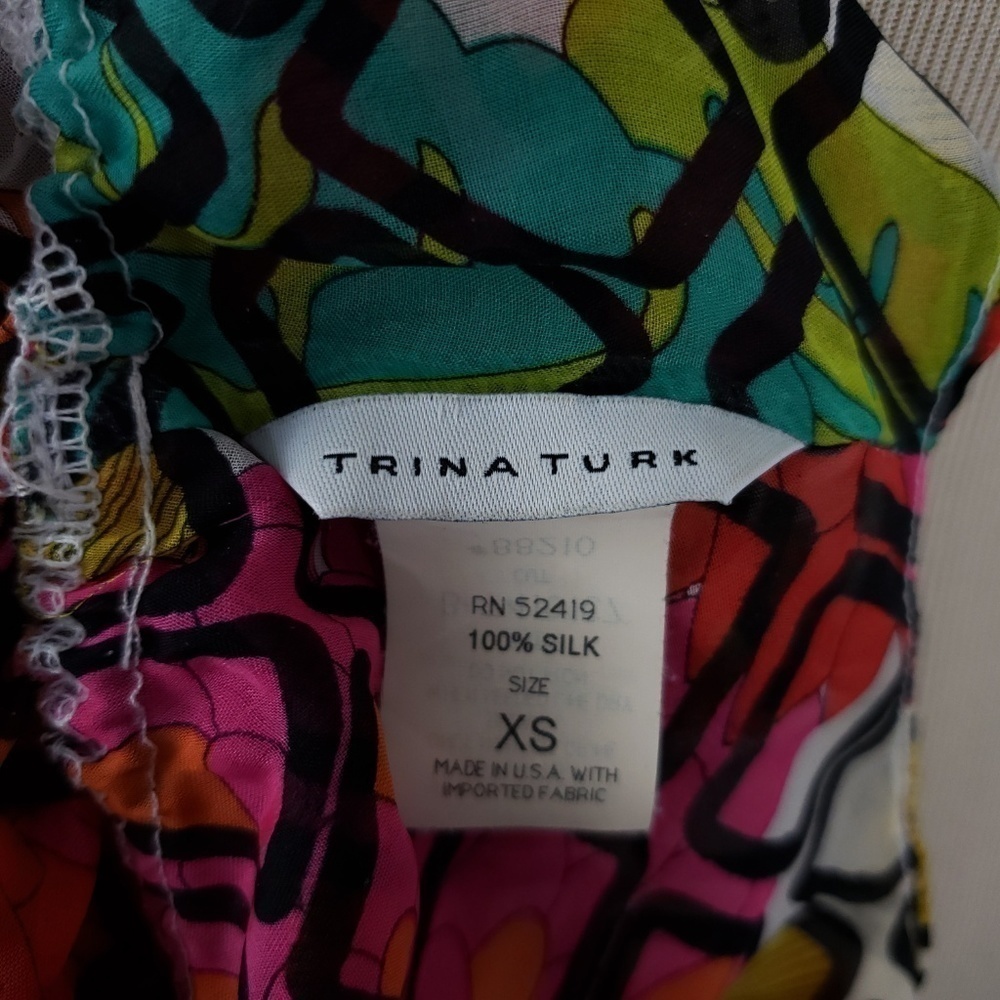 TRINA TURK
RN 52419
100% SILK
SIZE
XS
MADE IN U.S.A. WITH
IMPORTED FABRIC